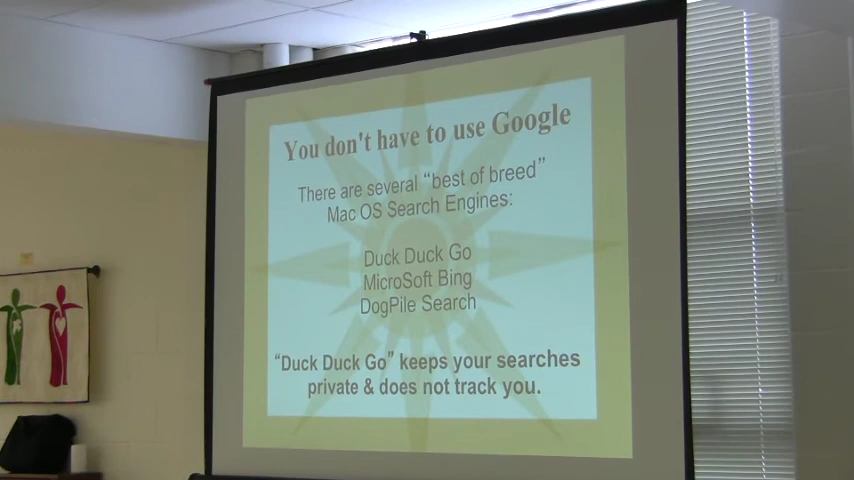 You don't have to use Google
There are several “best of breed”
Mac OS Search Engines:
Duck Duck Go
MicroSoft Bing
DogPile Search
“Duck Duck Go” keeps your searches
private & does not track you.